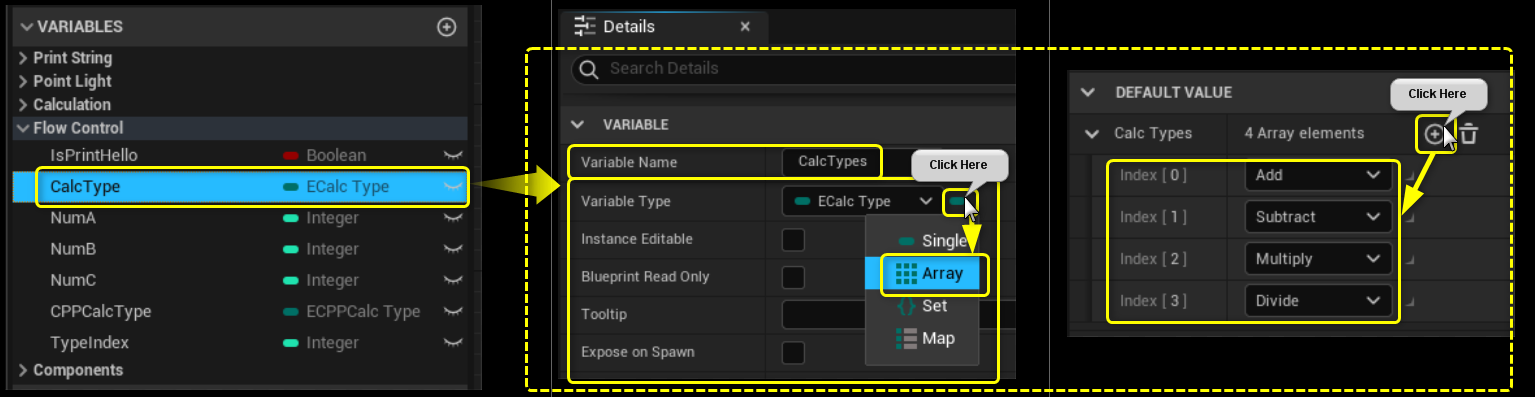 VARIABLES
Print String
Point Light
Calculation
Flow Control
IsPrintHello Boolean
CalcType ECalc Type
NumA Integer
NumB Integer
NumC Integer
CPPCalcType ECPPCalc Type
TypeIndex Integer
Components
Details
Search Details
VARIABLE
Variable Name CalcTypes
Click Here
Variable Type ECalc Type
Instance Editable
Blueprint Read Only
Tooltip
Expose on Spawn
Single
Array
Set
Map
DEFAULT VALUE
Click Here
Calc Types 4 Array elements
Index [ 0 ] Add
Index [ 1 ] Subtract
Index [ 2 ] Multiply
Index [ 3 ] Divide